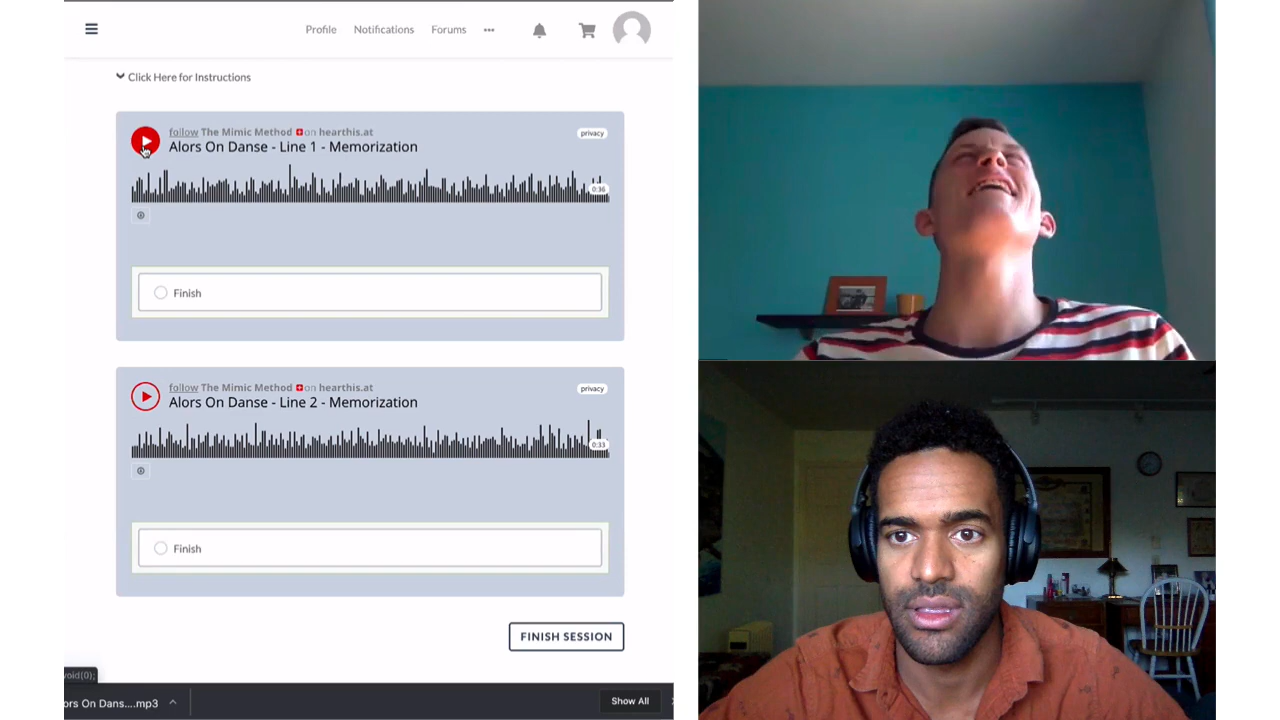 Profile Notifications Forums •••
Click Here for Instructions
follow The Mimic Method on hearthis.at
privacy
Alors On Danse - Line 1 - Memorization
0:36
Finish
follow The Mimic Method on hearthis.at
privacy
Alors On Danse - Line 2 - Memorization
0:33
Finish
FINISH SESSION
void(0);
ors On Dans....mp3
Show All